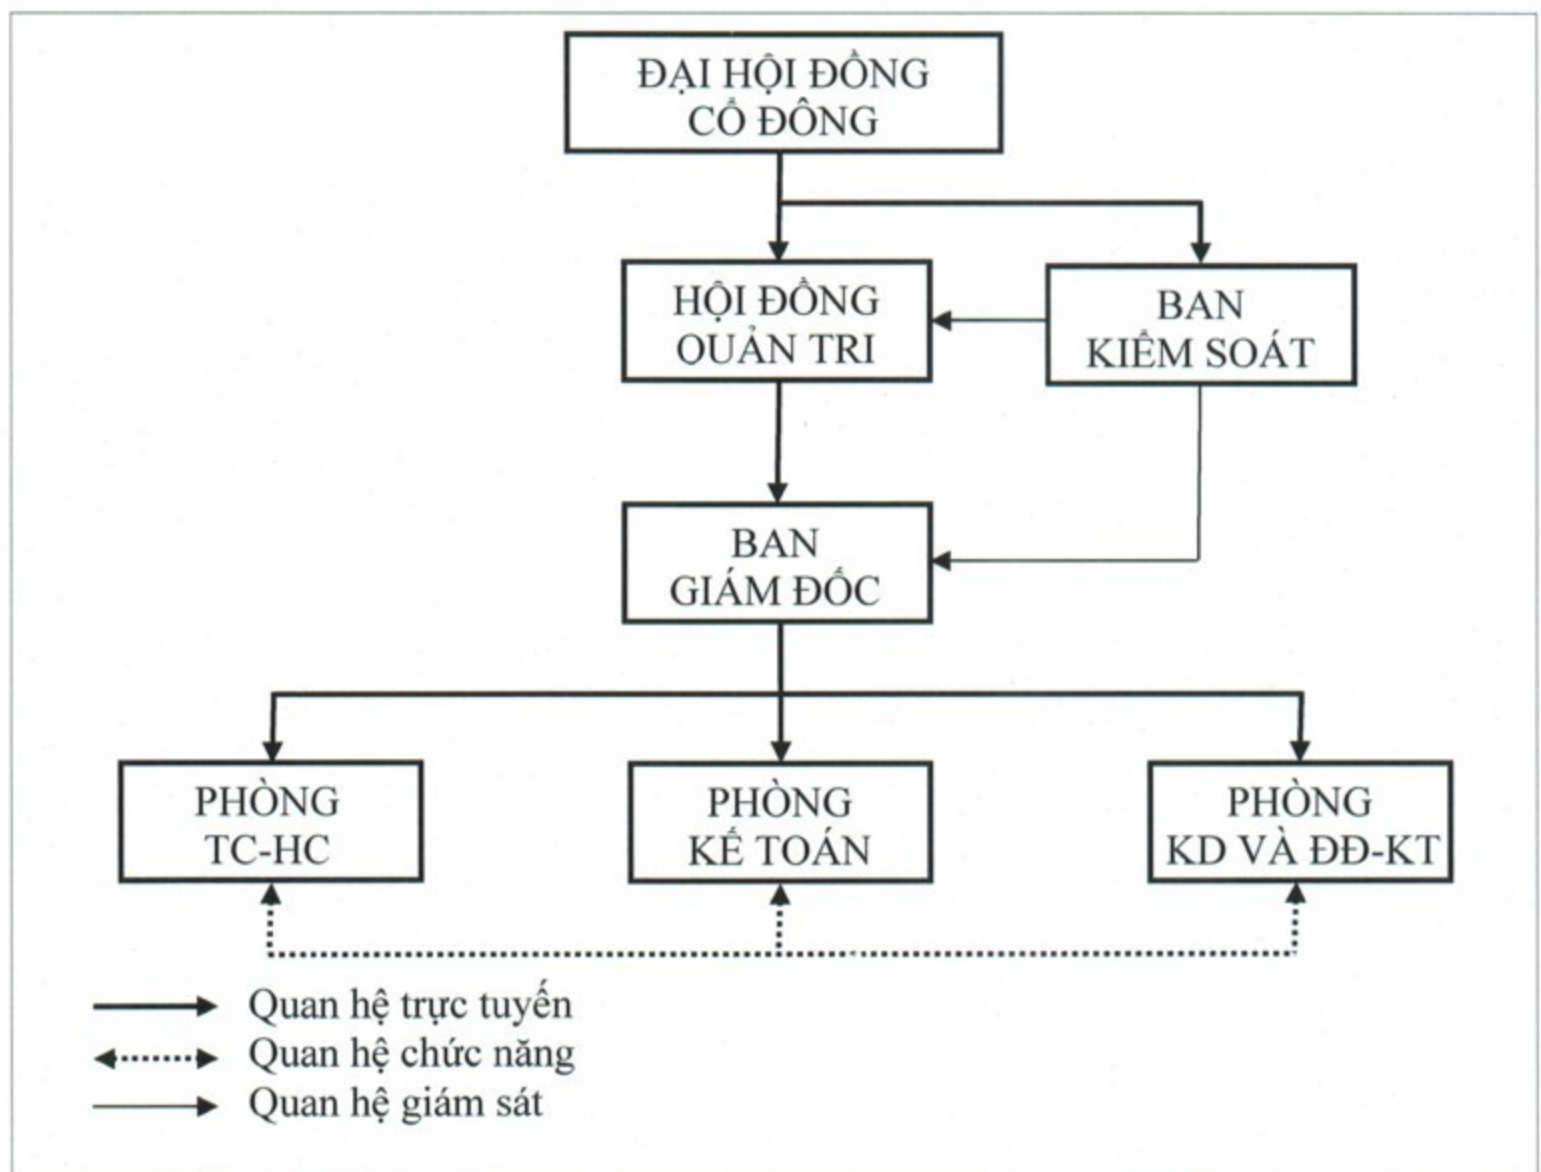 ĐẠI HỘI ĐỒNG
CỔ ĐÔNG
HỘI ĐỒNG
QUẢN TRI
BAN
KIỂM SOÁT
BAN
GIÁM ĐỐC
PHÒNG
TC-HC
PHÒNG
KẾ TOÁN
PHÒNG
KD VÀ ĐĐ-KT
Quan hệ trực tuyến
Quan hệ chức năng
Quan hệ giám sát